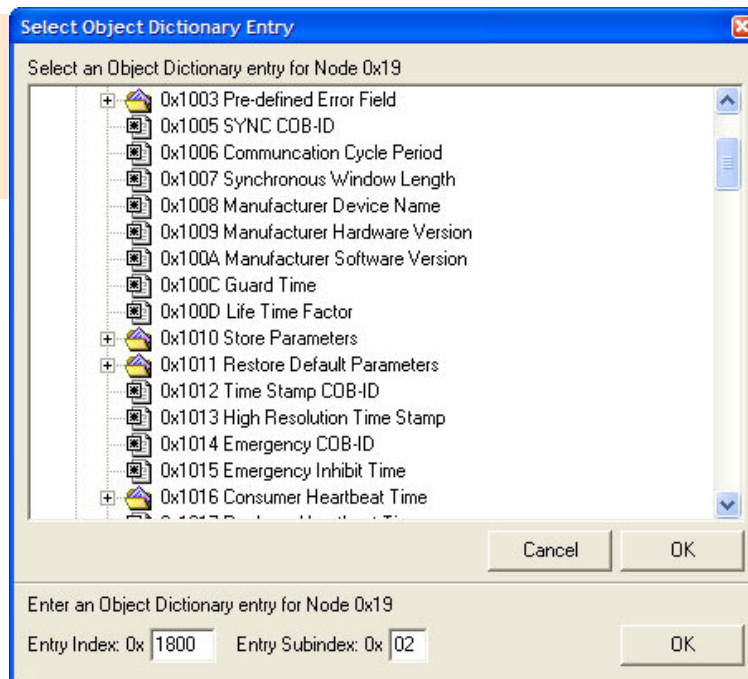 Select Object Dictionary Entry
Select an Object Dictionary entry for Node 0x19
0x1003 Pre-defined Error Field
0x1005 SYNC COB-ID
0x1006 Communcation Cycle Period
0x1007 Synchronous Window Length
0x1008 Manufacturer Device Name
0x1009 Manufacturer Hardware Version
0x100A Manufacturer Software Version
0x100C Guard Time
0x100D Life Time Factor
0x1010 Store Parameters
0x1011 Restore Default Parameters
0x1012 Time Stamp COB-ID
0x1013 High Resolution Time Stamp
0x1014 Emergency COB-ID
0x1015 Emergency Inhibit Time
0x1016 Consumer Heartbeat Time
Cancel OK
Enter an Object Dictionary entry for Node 0x19
Entry Index: 0x 1800 Entry Subindex: 0x 02 OK